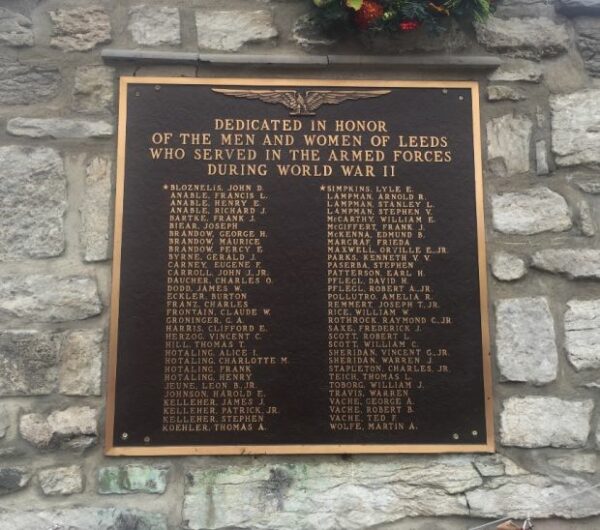 DEDICATED IN HONOR
OF THE MEN AND WOMEN OF LEEDS
WHO SERVED IN THE ARMED FORCES
DURING WORLD WAR II
★BLOZNELIS, JOHN D.
ANABLE, FRANCIS L.
ANABLE, HENRY E.
ANABLE, RICHARD J.
BARTKE, FRANK J.
BIEAR, JOSEPH
BRANDOW, GEORGE H.
BRANDOW, MAURICE
BRANDOW, PERCY E.
BYRNE, GERALD J.
CARNEY, EUGENE F.
CARROLL, JOHN J. JR.
DAUCHER, CHARLES O.
DODD, JAMES W.
ECKLER, BURTON
FRANZ, CHARLES
FRONTAIN, CLAUDE W.
GRONINGER, G. A.
HARRIS, CLIFFORD E.
HERZOG, VINCENT C.
HILL, THOMAS T.
HOTALING, ALICE I.
HOTALING, CHARLOTTE M.
HOTALING, FRANK
HOTALING, HENRY
JEUNE, LEON B. JR.
JOHNSON, HAROLD E.
KELLEHER, JAMES J.
KELLEHER, PATRICK, JR.
KELLEHER, STEPHEN
KOEHLER, THOMAS A.
★SIMPKINS, LYLE E.
LAMPMAN, ARNOLD R.
LAMPMAN, STANLEY L.
LAMPMAN, STEPHEN V.
McCARTHY, WILLIAM E.
McGIFFERT, FRANK J.
McKENNA, EDMUND B.
MARGRAF, FRIEDA
MAXWELL, ORVILLE E. JR.
PARKS, KENNETH V. V.
PASERBA, STEPHEN
PATTERSON, EARL H.
PFLEGL, DAVID H.
PFLEGL, ROBERT A. JR.
POLLUTRO, AMELIA R.
REMMERT, JOSEPH T. JR.
RICE, WILLIAM W.
ROTHROCK, RAYMOND C. JR
SAXE, FREDERICK J.
SCOTT, ROBERT L.
SCOTT, WILLIAM C.
SHERIDAN, VINCENT G. JR.
SHERIDAN, WARREN J.
STAPLETON, CHARLES, JR.
TEICH, THOMAS L.
TOBORG, WILLIAM J.
TRAVIS, WARREN
VACHE, GEORGE A.
VACHE, ROBERT B.
VACHE, TED F.
WOLFE, MARTIN A.